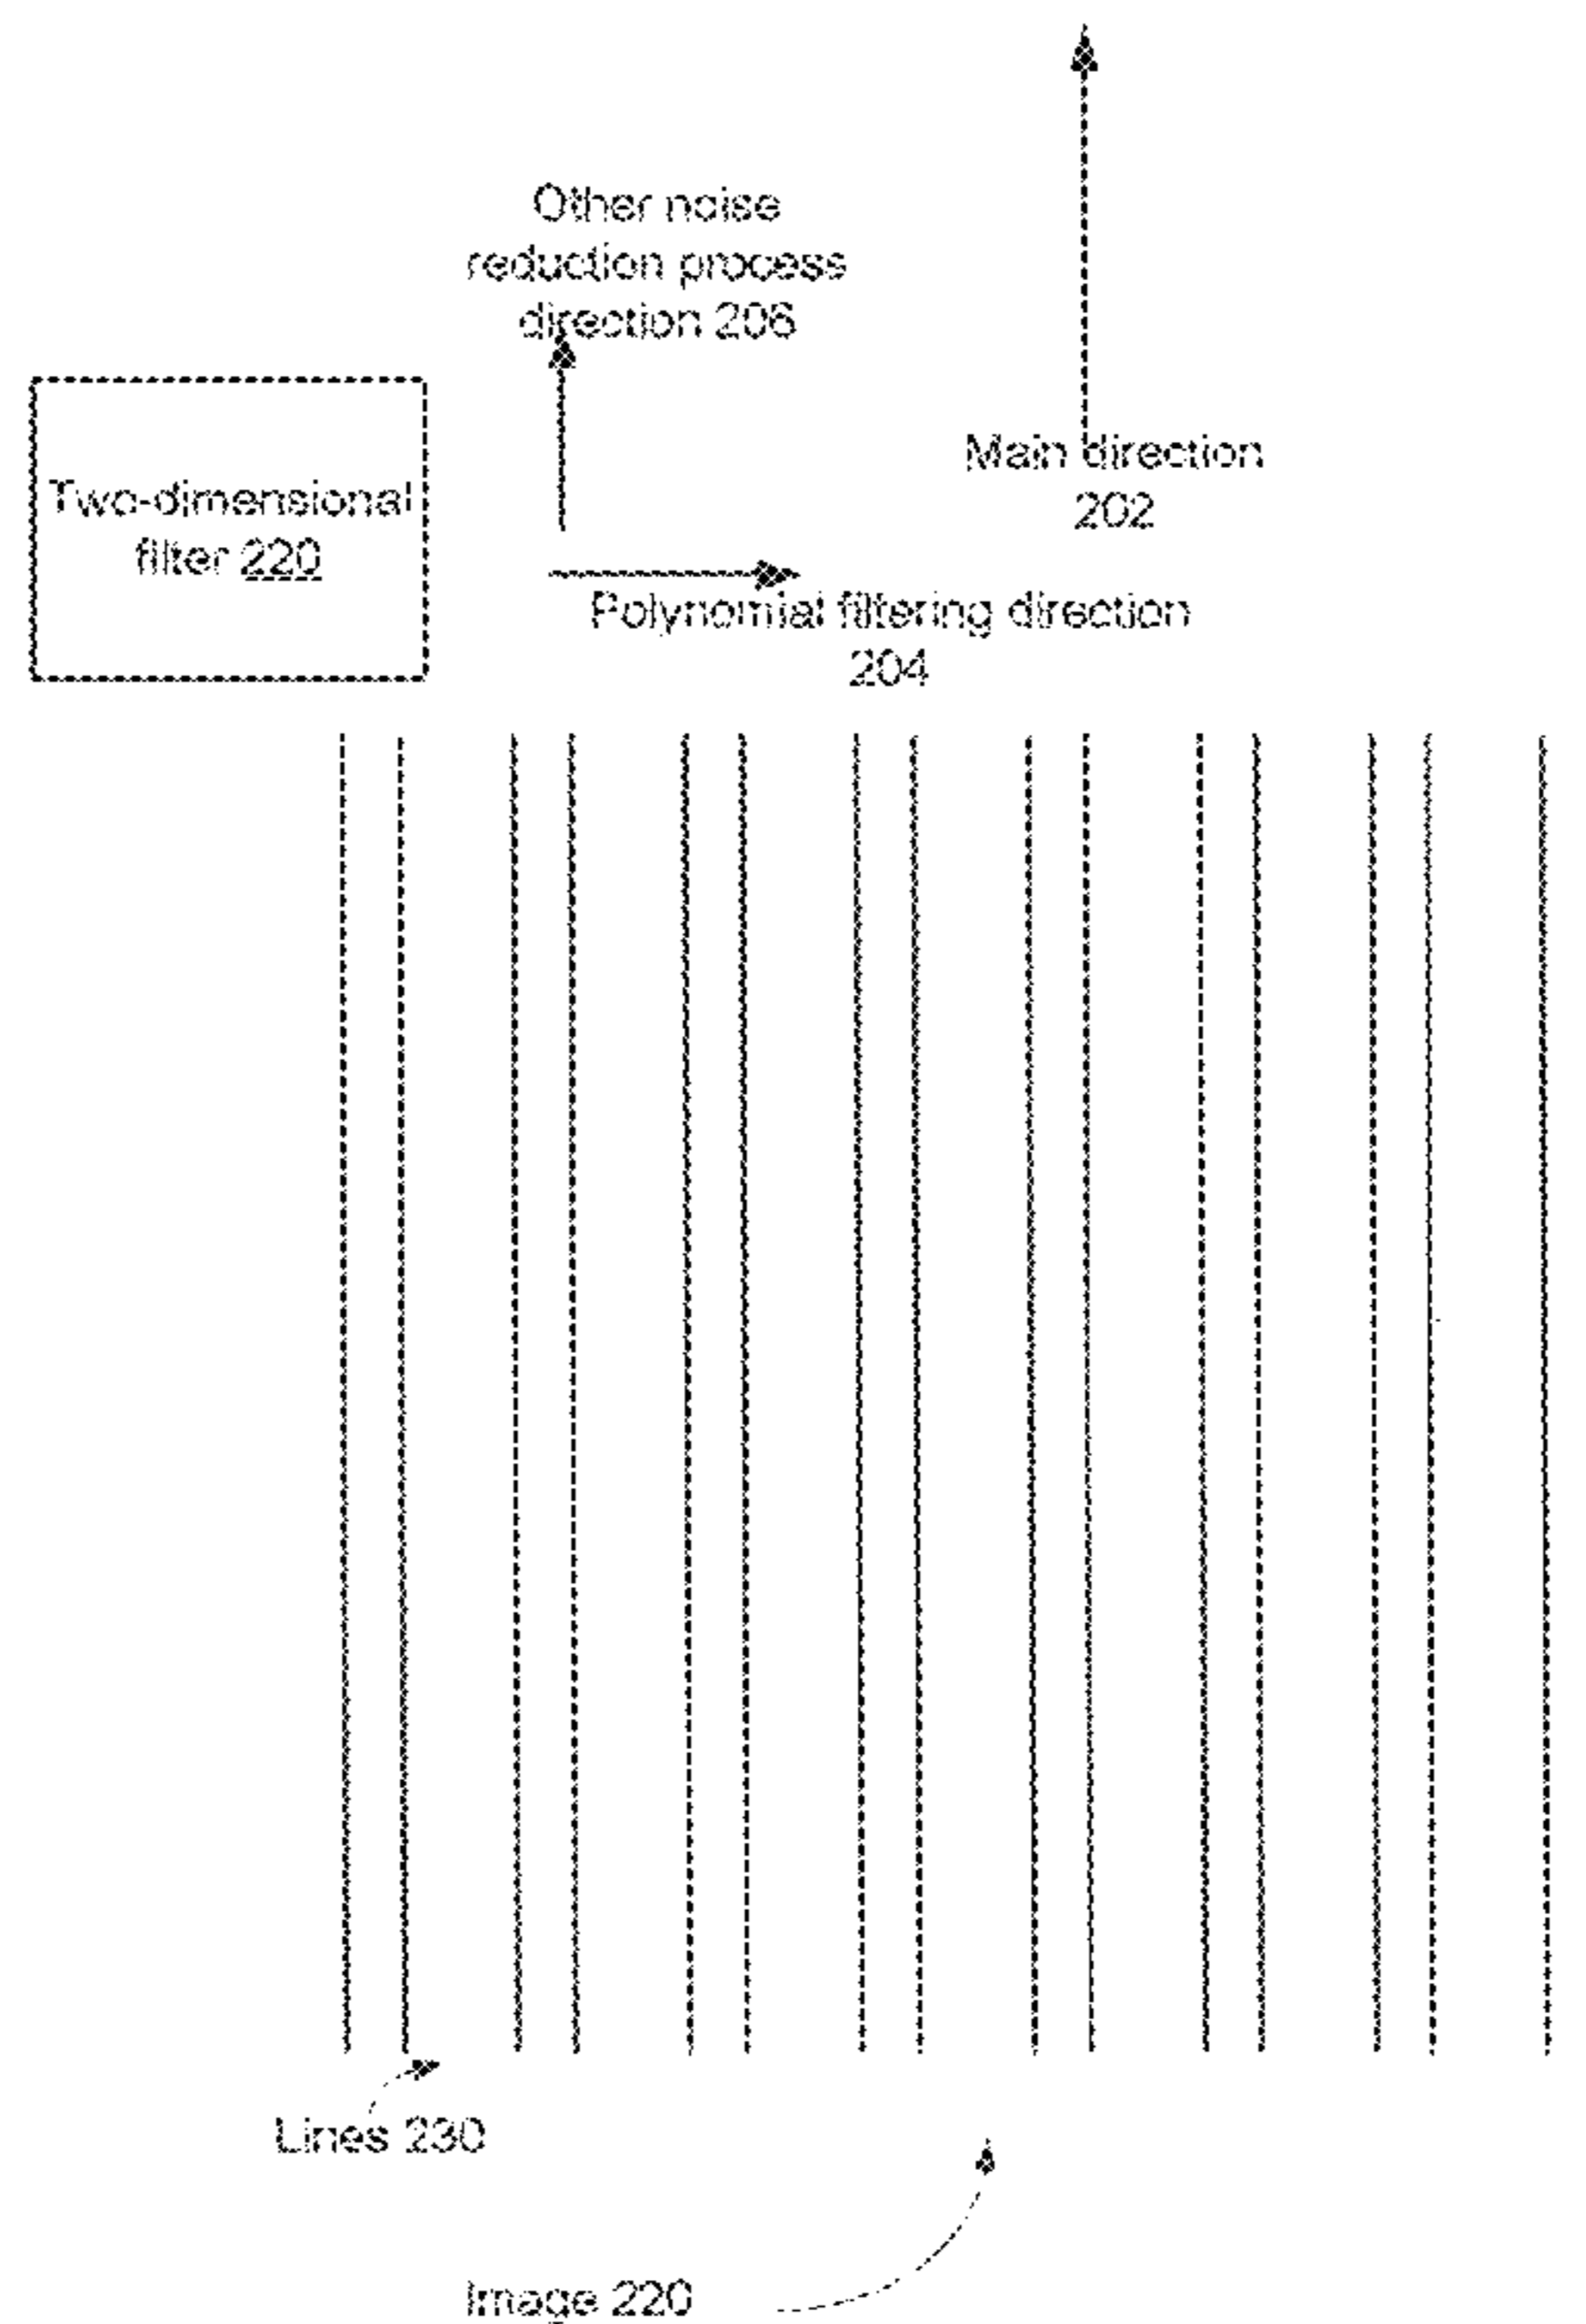 Other noise
reduction process
direction 206
Main direction
202
Two-dimensional
filter 220
Polynomial filtering direction
204
Lines 230
Image 220